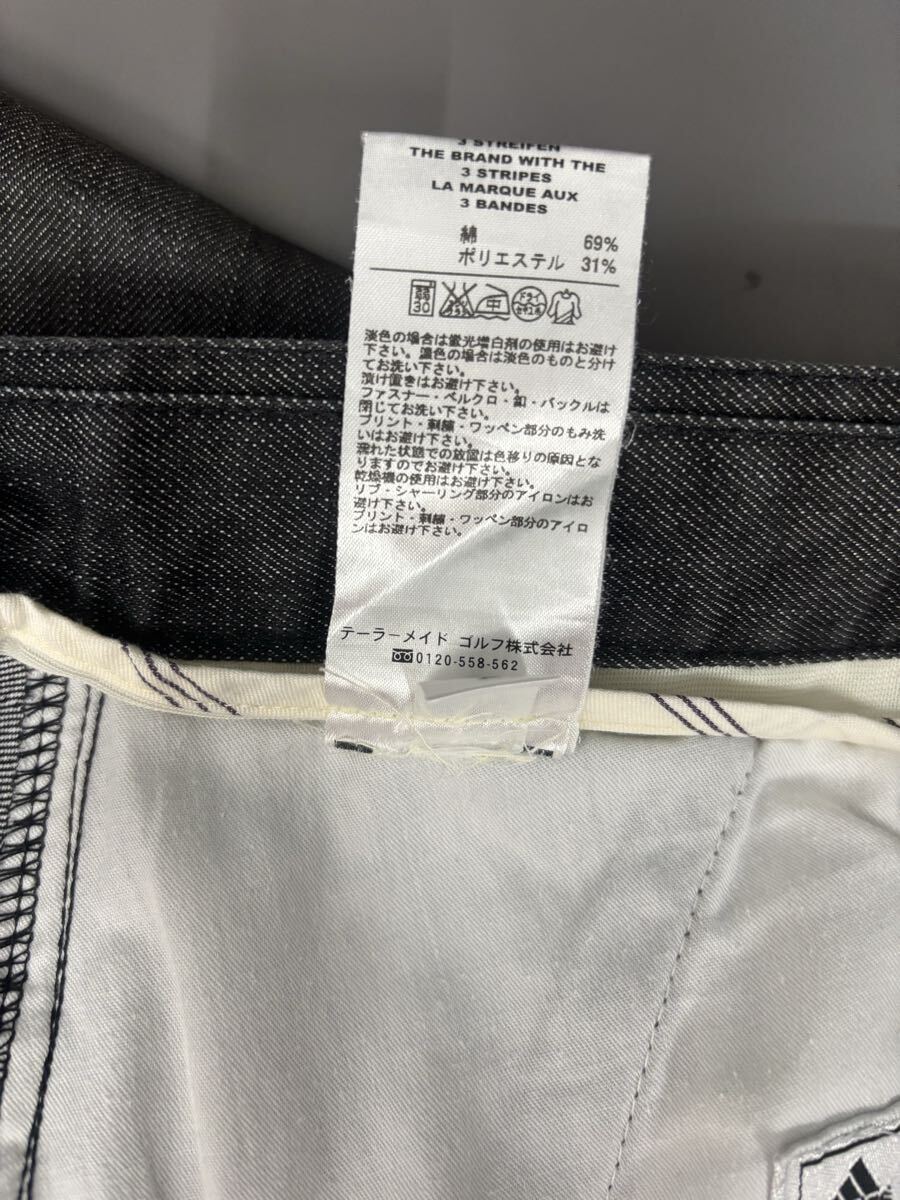 3 STREIFEN
THE BRAND WITH THE
3 STRIPES
LA MARQUE AUX
3 BANDES
綿 69%
ポリエステル 31%
弱
30
中
ドライ
淡色の場合は蛍光増白剤の使用はお避け
下さい。濃色の場合は淡色のものと分け
てお洗い下さい。
漬け置きはお避け下さい。
ファスナー・ベルクロ・釦・バックルは
閉じてお洗い下さい。
プリント・刺繍・ワッペン部分のもみ洗
いはお避け下さい。
濡れた状態での放置は色移りの原因とな
りますのでお避け下さい。
乾燥機の使用はお避け下さい。
リブ・シャーリング部分のアイロンはお
避け下さい。
プリント・刺繍・ワッペン部分のアイロ
ンはお避け下さい。
テーラーメイド ゴルフ株式会社
0120-558-562